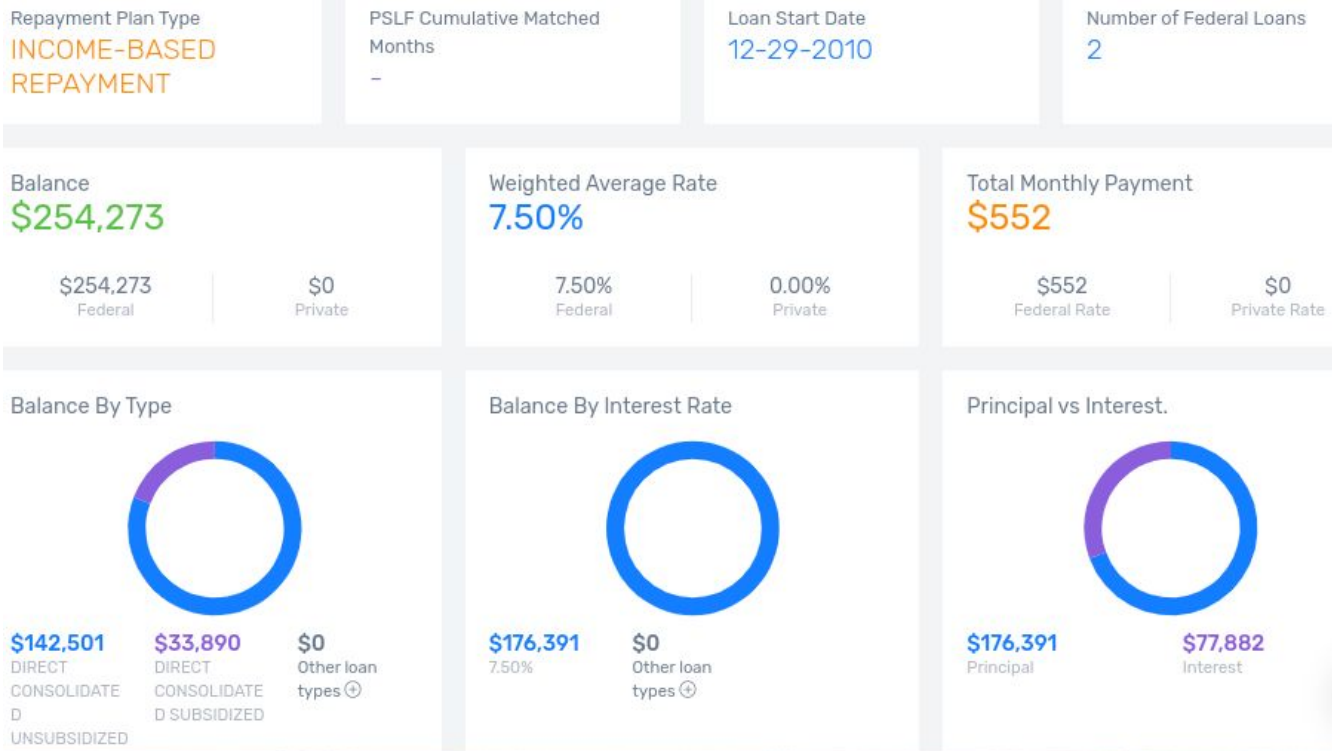 Repayment Plan Type
INCOME-BASED
REPAYMENT
PSLF Cumulative Matched
Months
–
Loan Start Date
12-29-2010
Number of Federal Loans
2
Balance
$254,273
$254,273
Federal
$0
Private
Weighted Average Rate
7.50%
7.50%
Federal
0.00%
Private
Total Monthly Payment
$552
$552
Federal Rate
$0
Private Rate
Balance By Type
$142,501
DIRECT
CONSOLIDATE
D
UNSUBSIDIZED
$33,890
DIRECT
CONSOLIDATE
D SUBSIDIZED
$0
Other loan
types
Balance By Interest Rate
$176,391
7.50%
$0
Other loan
types
Principal vs Interest.
$176,391
Principal
$77,882
Interest